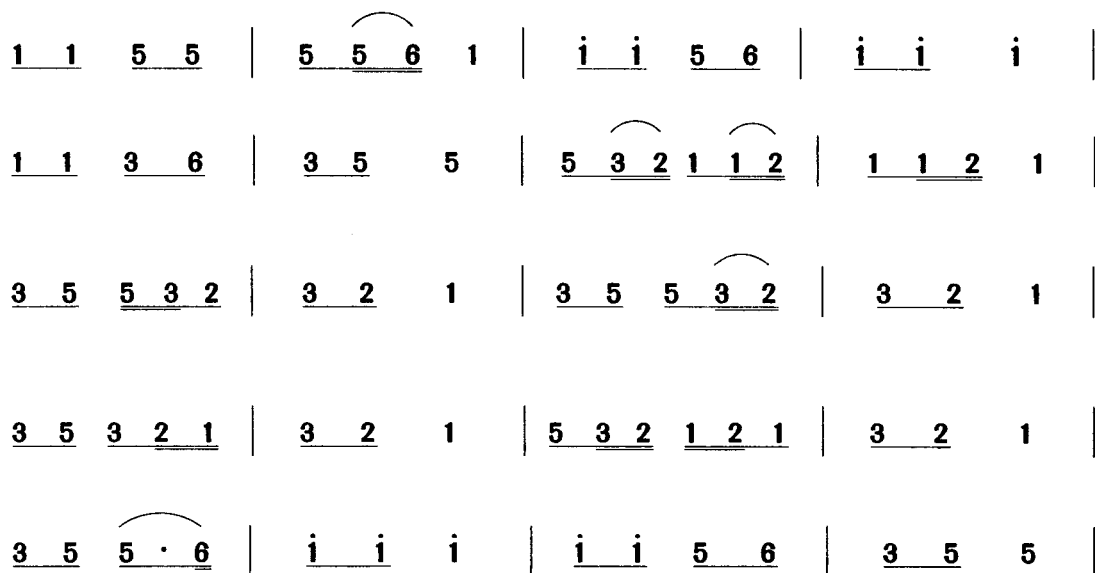 1 1 5 5 | 5 5 6 1 | i i 5 6 | i i i |
1 1 3 6 | 3 5 5 | 5 3 2 1 1 2 | 1 1 2 1 |
3 5 5 3 2 | 3 2 1 | 3 5 5 3 2 | 3 2 1 |
3 5 3 2 1 | 3 2 1 | 5 3 2 1 2 1 | 3 2 1 |
3 5 5 · 6 | i i i | i i 5 6 | 3 5 5 |